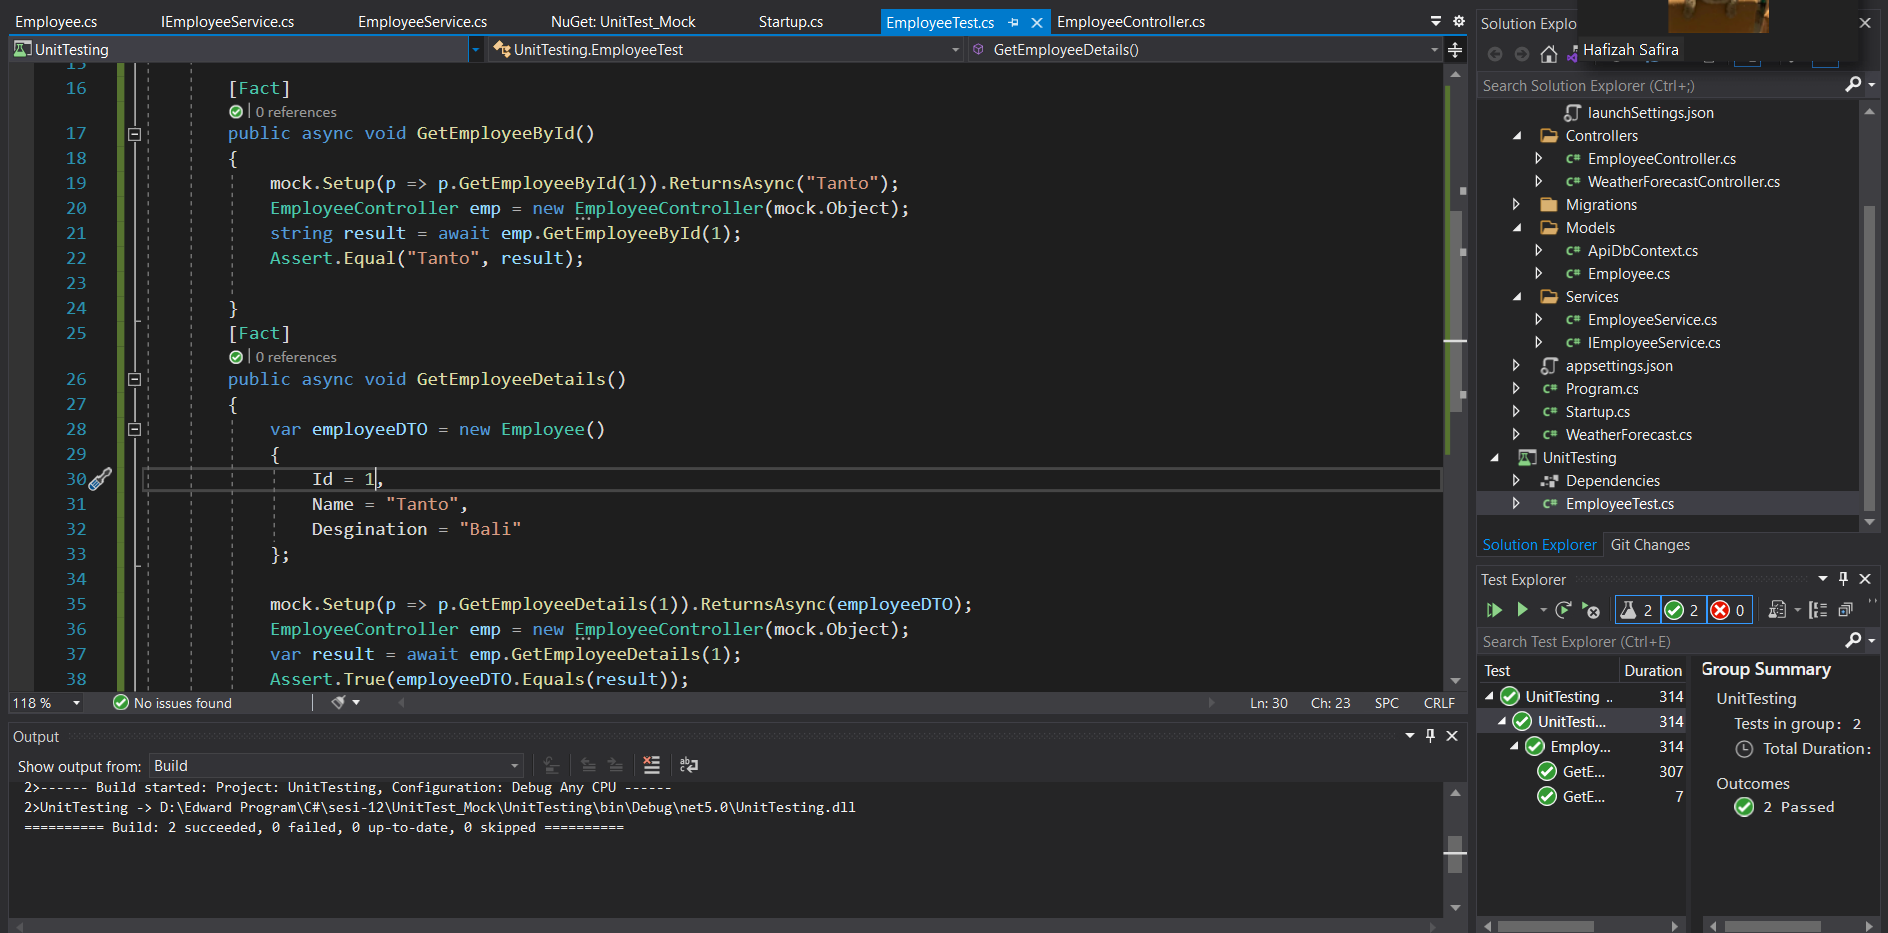 Employee.cs IEmployeeService.cs EmployeeService.cs NuGet: UnitTest_Mock Startup.cs EmployeeTest.cs EmployeeController.cs
UnitTesting UnitTesting.EmployeeTest GetEmployeeDetails()
15
16 [Fact]
0 references
17 public async void GetEmployeeById()
18 {
19 mock.Setup(p => p.GetEmployeeById(1)).ReturnsAsync("Tanto");
20 EmployeeController emp = new EmployeeController(mock.Object);
21 string result = await emp.GetEmployeeById(1);
22 Assert.Equal("Tanto", result);
23
24 }
25 [Fact]
0 references
26 public async void GetEmployeeDetails()
27 {
28 var employeeDTO = new Employee()
29 {
30 Id = 1,
31 Name = "Tanto",
32 Desgination = "Bali"
33 };
34
35 mock.Setup(p => p.GetEmployeeDetails(1)).ReturnsAsync(employeeDTO);
36 EmployeeController emp = new EmployeeController(mock.Object);
37 var result = await emp.GetEmployeeDetails(1);
38 Assert.True(employeeDTO.Equals(result));
118 % No issues found Ln: 30 Ch: 23 SPC CRLF
Output
Show output from: Build
2>------ Build started: Project: UnitTesting, Configuration: Debug Any CPU ------
2>UnitTesting -> D:\Edward Program\C#\sesi-12\UnitTest_Mock\UnitTesting\bin\Debug\net5.0\UnitTesting.dll
========== Build: 2 succeeded, 0 failed, 0 up-to-date, 0 skipped ==========
Solution Explo
Hafizah Safira
Search Solution Explorer (Ctrl+;)
launchSettings.json
Controllers
C# EmployeeController.cs
C# WeatherForecastController.cs
Migrations
Models
C# ApiDbContext.cs
C# Employee.cs
Services
C# EmployeeService.cs
C# IEmployeeService.cs
appsettings.json
C# Program.cs
C# Startup.cs
C# WeatherForecast.cs
UnitTesting
Dependencies
C# EmployeeTest.cs
Solution Explorer Git Changes
Test Explorer
2 2 0
Search Test Explorer (Ctrl+E)
Test Duration
UnitTesting .. 314
UnitTesti... 314
Employ... 314
GetE... 307
GetE... 7
Group Summary
UnitTesting
Tests in group: 2
Total Duration:
Outcomes
2 Passed